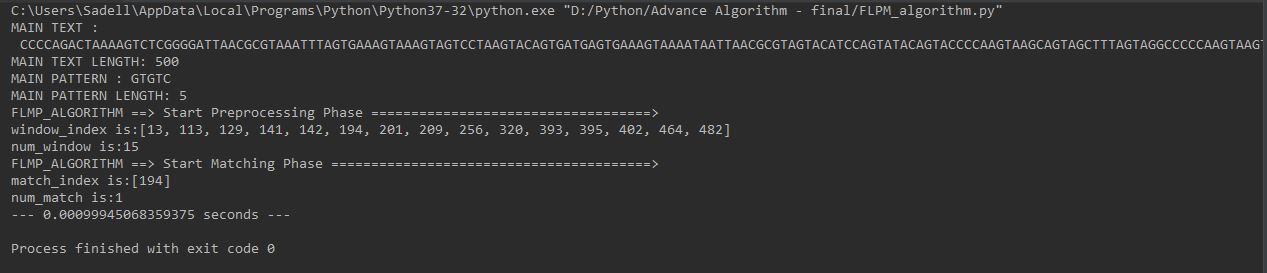 C:\Users\Sadell\AppData\Local\Programs\Python\Python37-32\python.exe "D:/Python/Advance Algorithm - final/FLPM_algorithm.py"
MAIN TEXT :
CCCCAGACTAAAAGTCTCGGGGATTAACGCGTAAATTTAGTGAAAGTAAAGTAGTCCTAAGTACAGTGATGAGTGAAAGTAAAATAATTAACGCGTAGTACATCCAGTATACAGTACCCCAAGTAAGCAGTAGCTTTAGTAGGCCCCCAAGTAAGT
MAIN TEXT LENGTH: 500
MAIN PATTERN : GTGTC
MAIN PATTERN LENGTH: 5
FLMP_ALGORITHM ==> Start Preprocessing Phase ==================================>
window_index is:[13, 113, 129, 141, 142, 194, 201, 209, 256, 320, 393, 395, 402, 464, 482]
num_window is:15
FLMP_ALGORITHM ==> Start Matching Phase =======================================>
match_index is:[194]
num_match is:1
--- 0.00099945068359375 seconds ---
Process finished with exit code 0